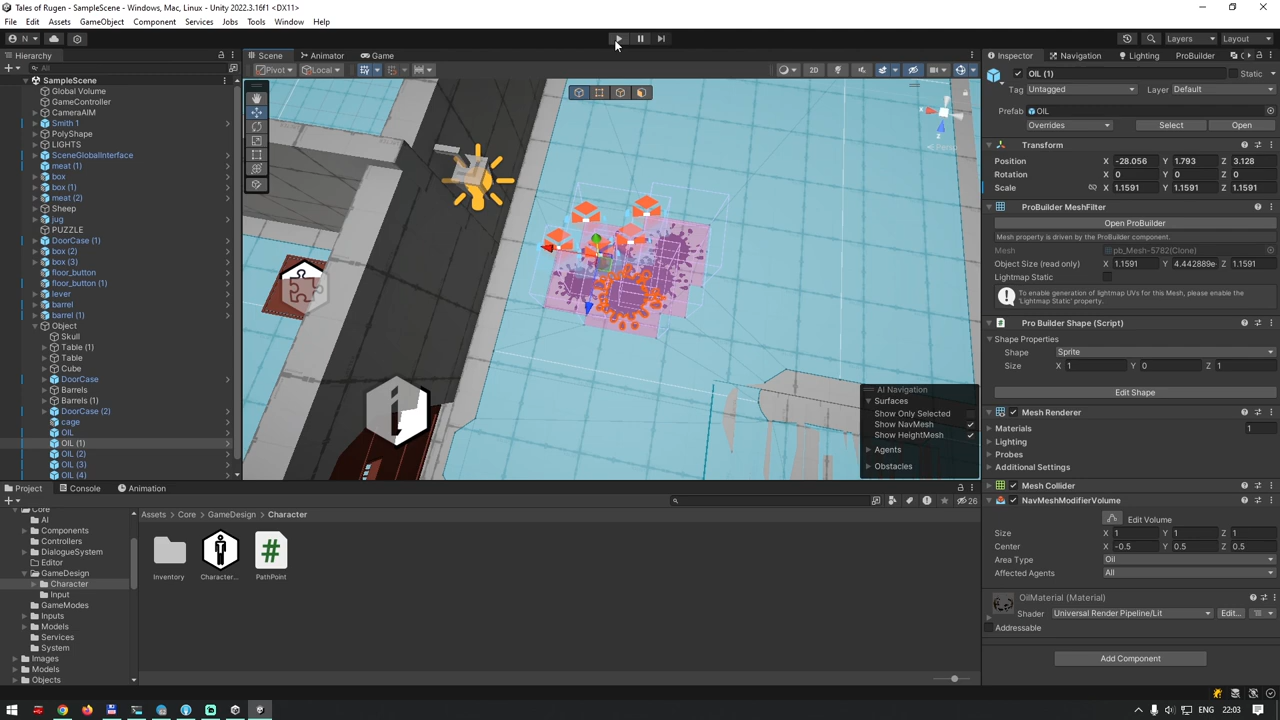 Tales of Rugen - SampleScene - Windows, Mac, Linux - Unity 2022.3.16f1 <DX11>
File Edit Assets GameObject Component Services Jobs Tools Window Help
N Layers Layout
Hierarchy
All
SampleScene
Global Volume
GameController
CameraAIM
Smith 1
PolyShape
LIGHTS
SceneGlobalInterface
meat (1)
box
box (1)
meat (2)
Sheep
jug
PUZZLE
DoorCase (1)
box (2)
box (3)
floor_button
floor_button (1)
lever
barrel
barrel (1)
Object
Skull
Table (1)
Table
Cube
DoorCase
Barrels
Barrels (1)
DoorCase (2)
cage
OIL
OIL (1)
OIL (2)
OIL (3)
OIL (4)
Scene Animator Game
Pivot Local 2D
Persp
AI Navigation
Surfaces
Show Only Selected
Show NavMesh
Show HeightMesh
Agents
Obstacles
Project Console Animation
26
Core
AI
Components
Controllers
DialogueSystem
Editor
GameDesign
Character
Input
GameModes
Inputs
Models
Services
System
Images
Models
Objects
Assets > Core > GameDesign > Character
Inventory Character... PathPoint
Inspector Navigation Lighting ProBuilder
OIL (1) Static
Tag Untagged Layer Default
Prefab OIL
Overrides Select Open
Transform
Position X -28.056 Y 1.793 Z 3.128
Rotation X 0 Y 0 Z 0
Scale X 1.1591 Y 1.1591 Z 1.1591
ProBuilder MeshFilter
Open ProBuilder
Mesh property is driven by the ProBuilder component.
Mesh pb_Mesh-5782(Clone)
Object Size (read only) X 1.1591 Y 4.442889e- Z 1.1591
Lightmap Static
To enable generation of lightmap UVs for this Mesh, please enable the 'Lightmap Static' property.
Pro Builder Shape (Script)
Shape Properties
Shape Sprite
Size X 1 Y 0 Z 1
Edit Shape
Mesh Renderer
Materials 1
Lighting
Probes
Additional Settings
Mesh Collider
NavMeshModifierVolume
Edit Volume
Size X 1 Y 1 Z 1
Center X -0.5 Y 0.5 Z 0.5
Area Type Oil
Affected Agents All
OilMaterial (Material)
Shader Universal Render Pipeline/Lit Edit...
Addressable
Add Component
ENG 22:03